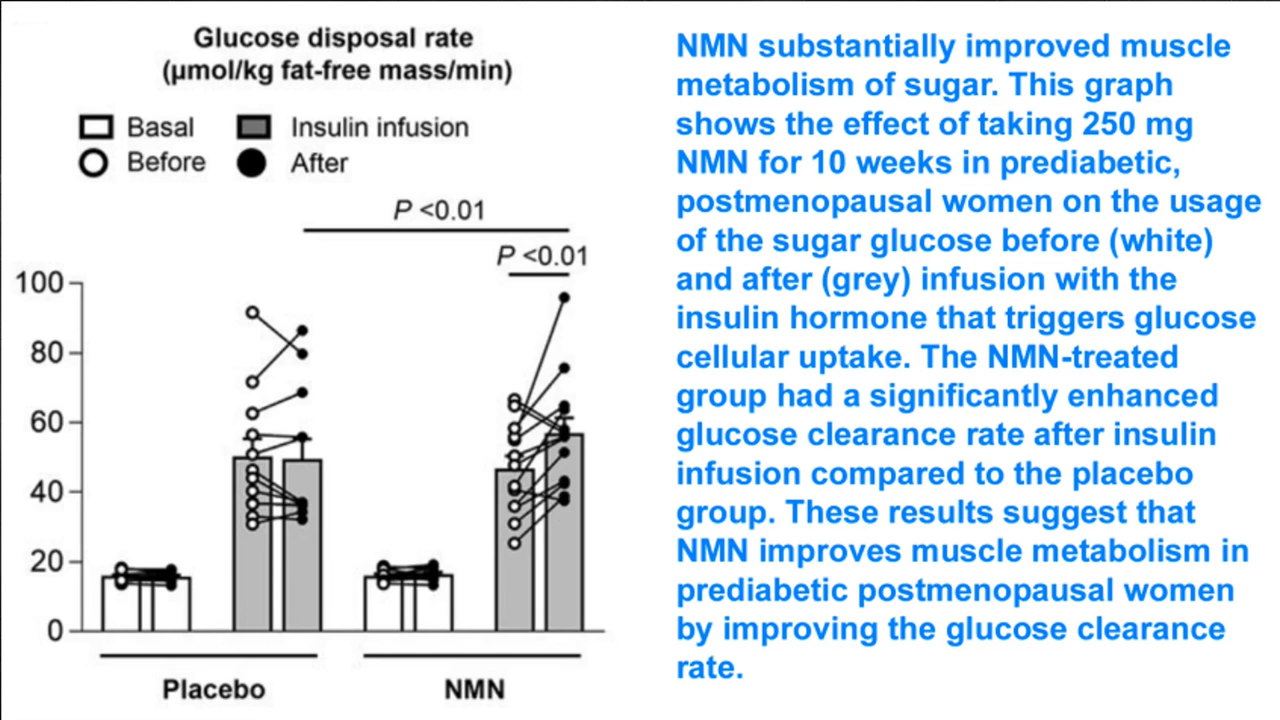 Glucose disposal rate
(µmol/kg fat-free mass/min)
Basal
Insulin infusion
Before
After
P <0.01
P <0.01
100
80
60
40
20
0
Placebo
NMN
NMN substantially improved muscle
metabolism of sugar. This graph
shows the effect of taking 250 mg
NMN for 10 weeks in prediabetic,
postmenopausal women on the usage
of the sugar glucose before (white)
and after (grey) infusion with the
insulin hormone that triggers glucose
cellular uptake. The NMN-treated
group had a significantly enhanced
glucose clearance rate after insulin
infusion compared to the placebo
group. These results suggest that
NMN improves muscle metabolism in
prediabetic postmenopausal women
by improving the glucose clearance
rate.